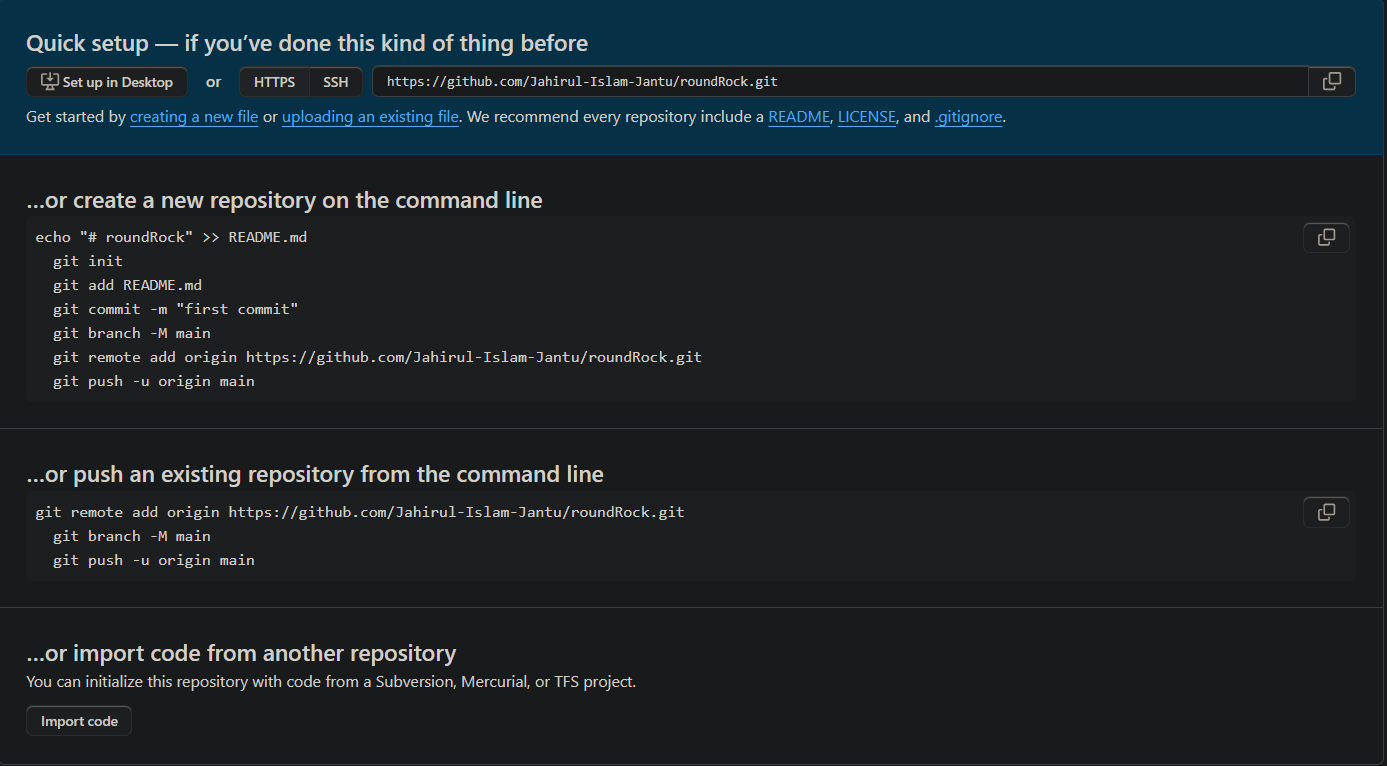 Quick setup — if you’ve done this kind of thing before
Set up in Desktop or HTTPS SSH https://github.com/Jahirul-Islam-Jantu/roundRock.git
Get started by creating a new file or uploading an existing file. We recommend every repository include a README, LICENSE, and .gitignore.
…or create a new repository on the command line
echo "# roundRock" >> README.md
git init
git add README.md
git commit -m "first commit"
git branch -M main
git remote add origin https://github.com/Jahirul-Islam-Jantu/roundRock.git
git push -u origin main
…or push an existing repository from the command line
git remote add origin https://github.com/Jahirul-Islam-Jantu/roundRock.git
git branch -M main
git push -u origin main
…or import code from another repository
You can initialize this repository with code from a Subversion, Mercurial, or TFS project.
Import code